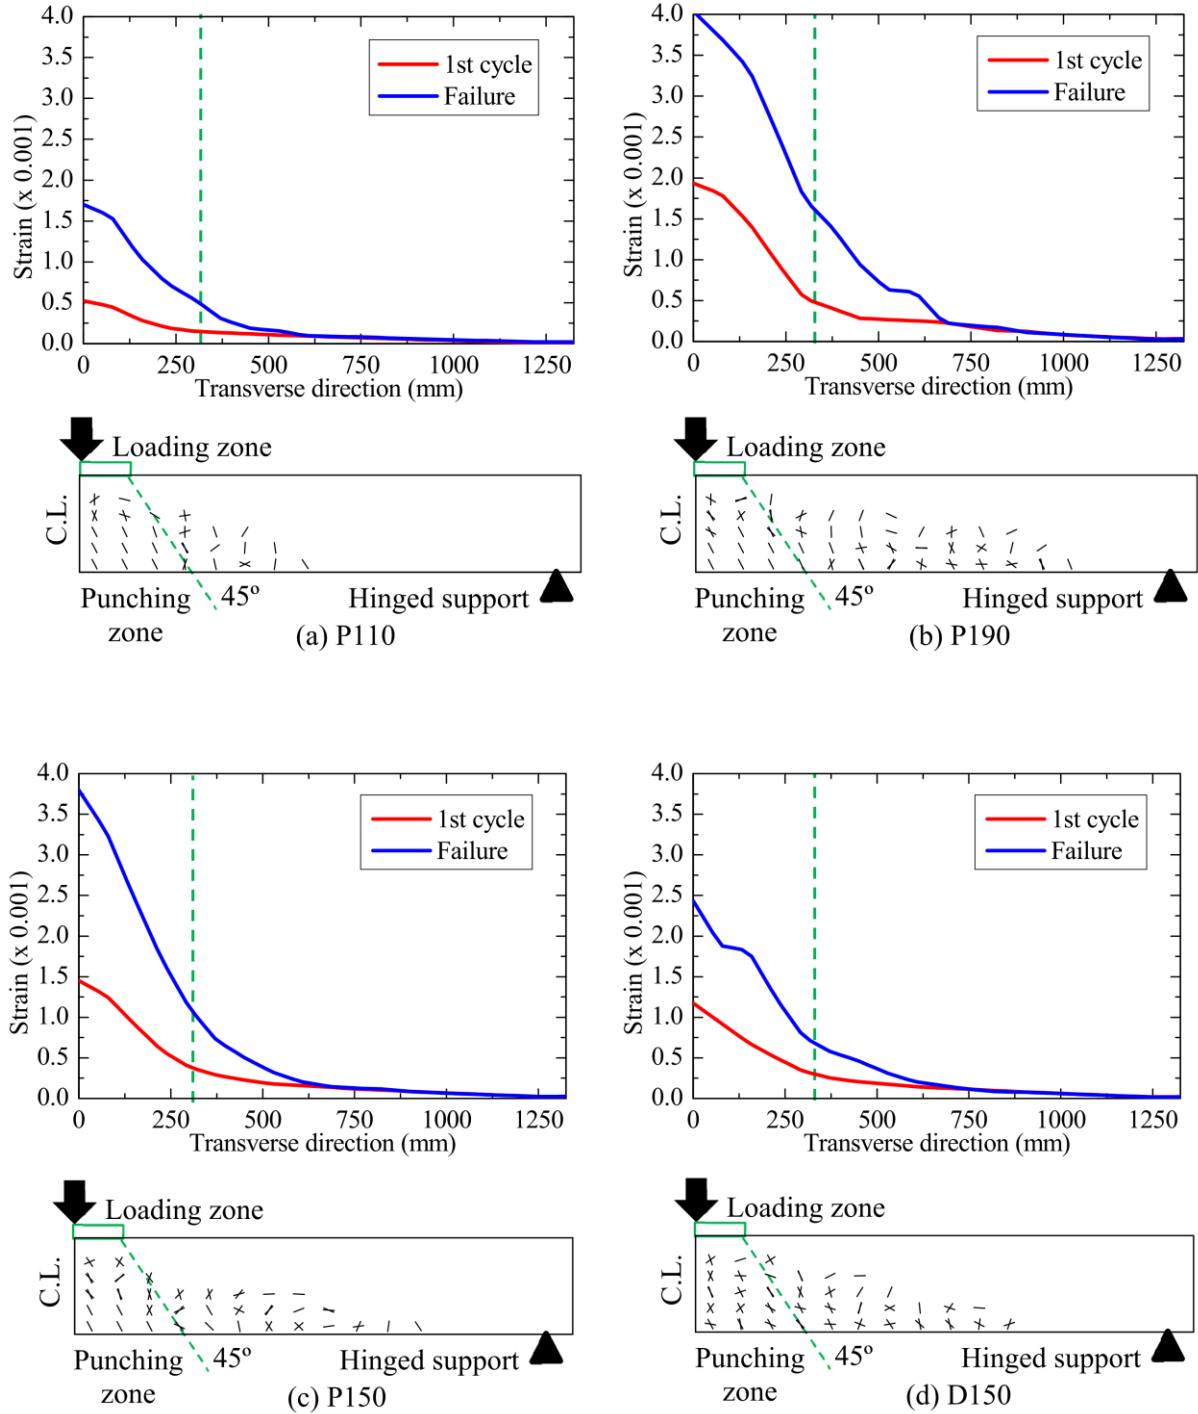 4.0
3.5
3.0
2.5
2.0
1.5
1.0
0.5
0.0
Strain (x 0.001)
1st cycle
Failure
0 250 500 750 1000 1250
Transverse direction (mm)
Loading zone
C.L.
Punching zone
45º
Hinged support
(a) P110
4.0
3.5
3.0
2.5
2.0
1.5
1.0
0.5
0.0
Strain (x 0.001)
1st cycle
Failure
0 250 500 750 1000 1250
Transverse direction (mm)
Loading zone
C.L.
Punching zone
45º
Hinged support
(b) P190
4.0
3.5
3.0
2.5
2.0
1.5
1.0
0.5
0.0
Strain (x 0.001)
1st cycle
Failure
0 250 500 750 1000 1250
Transverse direction (mm)
Loading zone
C.L.
Punching zone
45º
Hinged support
(c) P150
4.0
3.5
3.0
2.5
2.0
1.5
1.0
0.5
0.0
Strain (x 0.001)
1st cycle
Failure
0 250 500 750 1000 1250
Transverse direction (mm)
Loading zone
C.L.
Punching zone
45º
Hinged support
(d) D150